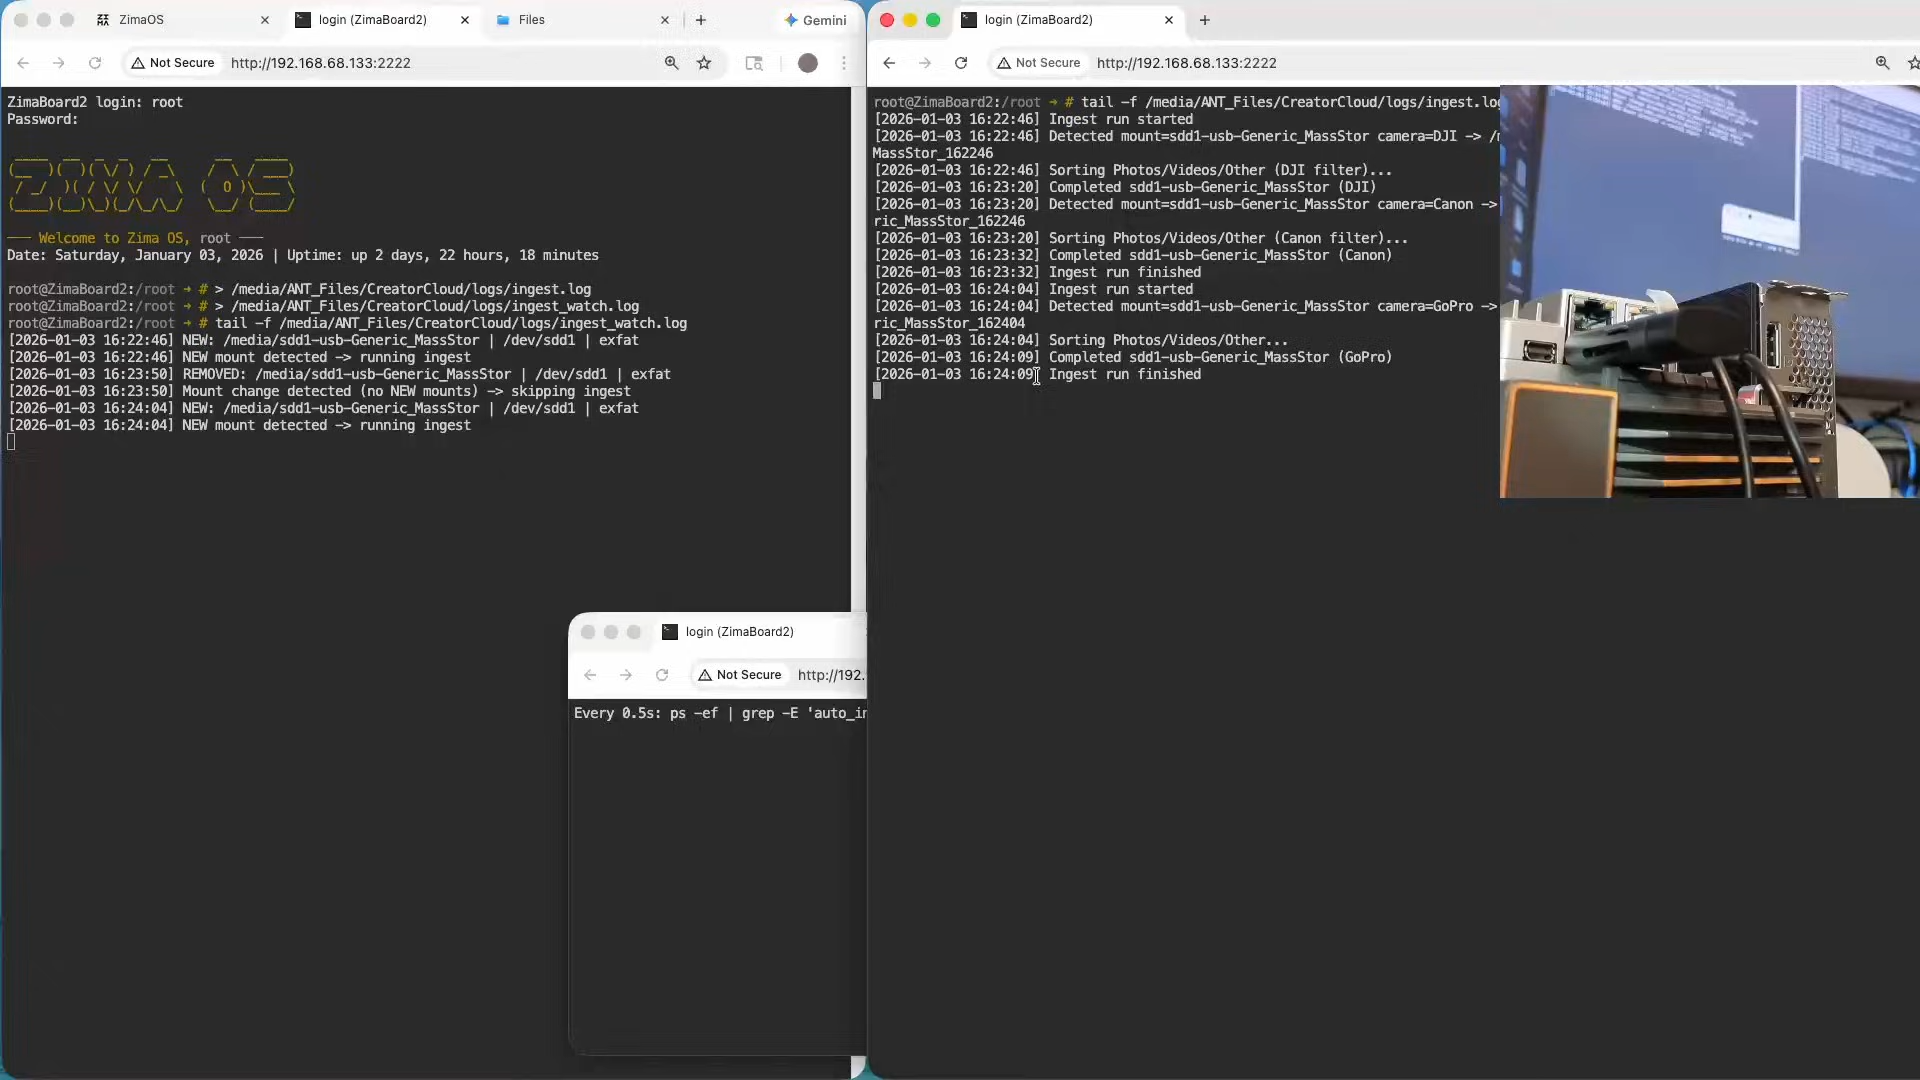 ZimaOS
login (ZimaBoard2)
Files
Gemini
Not Secure
http://192.168.68.133:2222
ZimaBoard2 login: root
Password:
ZIMA OS
—— Welcome to Zima OS, root ——
Date: Saturday, January 03, 2026 | Uptime: up 2 days, 22 hours, 18 minutes
root@ZimaBoard2:/root ➜ # > /media/ANT_Files/CreatorCloud/logs/ingest.log
root@ZimaBoard2:/root ➜ # > /media/ANT_Files/CreatorCloud/logs/ingest_watch.log
root@ZimaBoard2:/root ➜ # tail -f /media/ANT_Files/CreatorCloud/logs/ingest_watch.log
[2026-01-03 16:22:46] NEW: /media/sdd1-usb-Generic_MassStor | /dev/sdd1 | exfat
[2026-01-03 16:22:46] NEW mount detected -> running ingest
[2026-01-03 16:23:50] REMOVED: /media/sdd1-usb-Generic_MassStor | /dev/sdd1 | exfat
[2026-01-03 16:23:50] Mount change detected (no NEW mounts) -> skipping ingest
[2026-01-03 16:24:04] NEW: /media/sdd1-usb-Generic_MassStor | /dev/sdd1 | exfat
[2026-01-03 16:24:04] NEW mount detected -> running ingest
login (ZimaBoard2)
Not Secure
http://192.
Every 0.5s: ps -ef | grep -E 'auto_in
login (ZimaBoard2)
Not Secure
http://192.168.68.133:2222
root@ZimaBoard2:/root ➜ # tail -f /media/ANT_Files/CreatorCloud/logs/ingest.log
[2026-01-03 16:22:46] Ingest run started
[2026-01-03 16:22:46] Detected mount=sdd1-usb-Generic_MassStor camera=DJI -> /
MassStor_162246
[2026-01-03 16:22:46] Sorting Photos/Videos/Other (DJI filter)...
[2026-01-03 16:23:20] Completed sdd1-usb-Generic_MassStor (DJI)
[2026-01-03 16:23:20] Detected mount=sdd1-usb-Generic_MassStor camera=Canon ->
ric_MassStor_162246
[2026-01-03 16:23:20] Sorting Photos/Videos/Other (Canon filter)...
[2026-01-03 16:23:32] Completed sdd1-usb-Generic_MassStor (Canon)
[2026-01-03 16:23:32] Ingest run finished
[2026-01-03 16:24:04] Ingest run started
[2026-01-03 16:24:04] Detected mount=sdd1-usb-Generic_MassStor camera=GoPro ->
ric_MassStor_162404
[2026-01-03 16:24:04] Sorting Photos/Videos/Other...
[2026-01-03 16:24:09] Completed sdd1-usb-Generic_MassStor (GoPro)
[2026-01-03 16:24:09] Ingest run finished